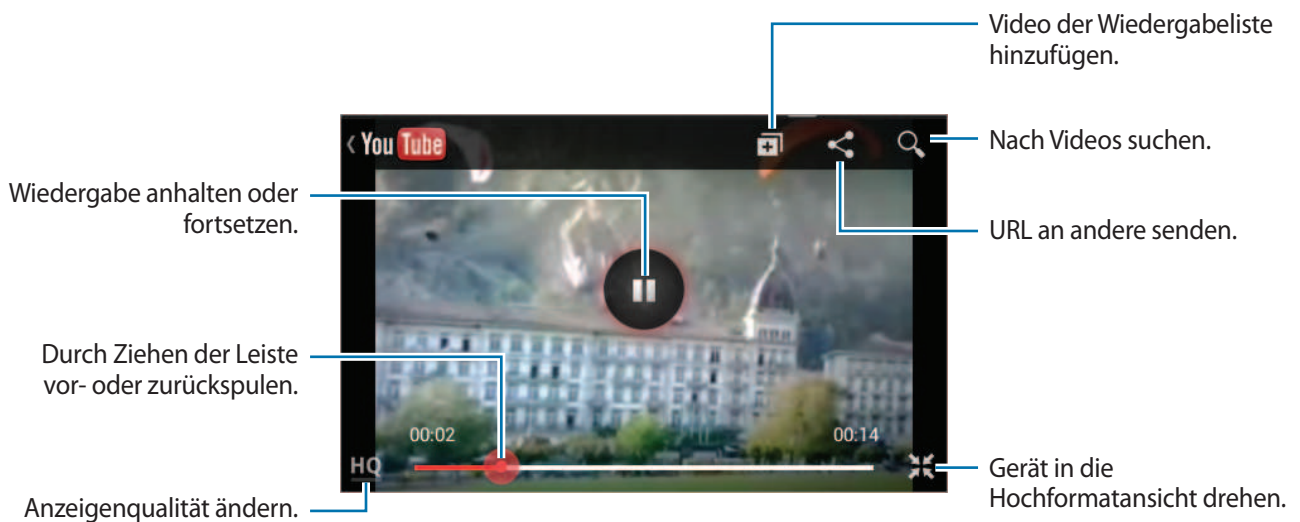 Video der Wiedergabeliste
hinzufügen.
You Tube
Nach Videos suchen.
Wiedergabe anhalten oder
fortsetzen.
URL an andere senden.
Durch Ziehen der Leiste
vor- oder zurückspulen.
00:02
00:14
HQ
Gerät in die
Hochformatansicht drehen.
Anzeigenqualität ändern.